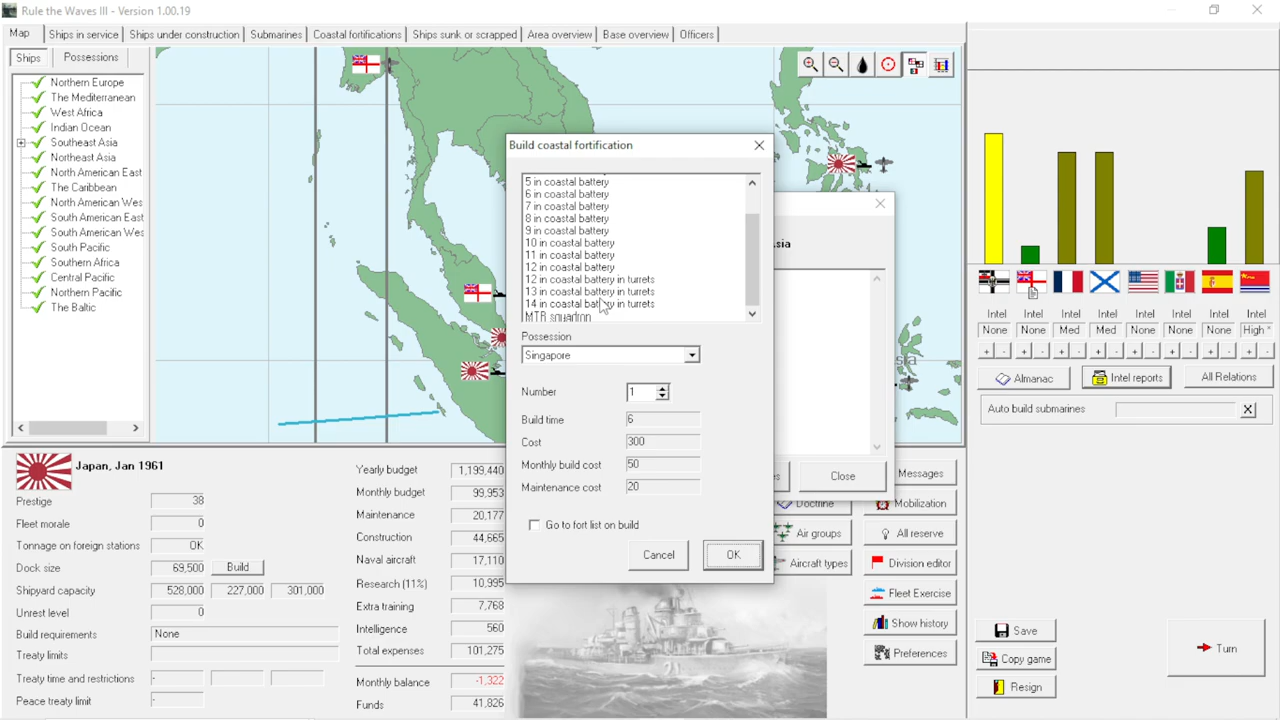 Rule the Waves III - Version 1.00.19
Map
Ships in service
Ships under construction
Submarines
Coastal fortifications
Ships sunk or scrapped
Area overview
Base overview
Officers
Ships
Possessions
Northern Europe
The Mediterranean
West Africa
Indian Ocean
Southeast Asia
Northeast Asia
North American East
The Caribbean
North American Wes
South American East
South American Wes
South Pacific
Southern Africa
Central Pacific
Northern Pacific
The Baltic
Build coastal fortification
5 in coastal battery
6 in coastal battery
7 in coastal battery
8 in coastal battery
9 in coastal battery
10 in coastal battery
11 in coastal battery
12 in coastal battery
12 in coastal battery in turrets
13 in coastal battery in turrets
14 in coastal battery in turrets
MTB squadron
Possession
Singapore
Number
1
Build time
6
Cost
300
Monthly build cost
50
Maintenance cost
20
Go to fort list on build
Cancel
OK
sia
Close
Intel
Intel
Intel
Intel
Intel
Intel
Intel
Intel
None
None
Med
Med
None
None
None
High *
+ - + - + - + - + - + - + - + -
Almanac
Intel reports
All Relations
Auto build submarines
X
Japan, Jan 1961
Prestige
38
Fleet morale
0
Tonnage on foreign stations
OK
Dock size
69,500
Build
Shipyard capacity
528,000
227,000
301,000
Unrest level
0
Build requirements
None
Treaty limits
Treaty time and restrictions
-
Peace treaty limit
-
Yearly budget
1,199,440
Monthly budget
99,953
Maintenance
20,177
Construction
44,665
Naval aircraft
17,110
Research (11%)
10,995
Extra training
7,768
Intelligence
560
Total expenses
101,275
Monthly balance
-1,322
Funds
41,826
Doctrine
Air groups
Aircraft types
Messages
Mobilization
All reserve
Division editor
Fleet Exercise
Show history
Preferences
Save
Copy game
Resign
Turn